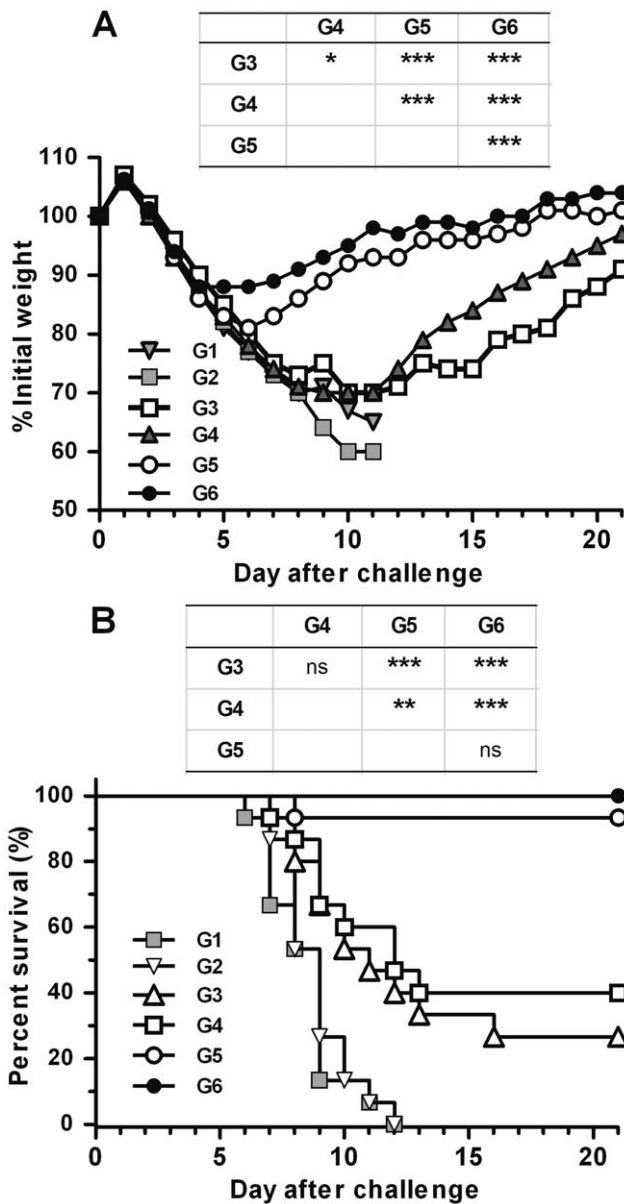 A
G4 G5 G6
G3 * *** ***
G4 *** ***
G5 ***
110
100
90
80
70
60
50
% Initial weight
G1
G2
G3
G4
G5
G6
0 5 10 15 20
Day after challenge
B
G4 G5 G6
G3 ns *** ***
G4 ** ***
G5 ns
100
80
60
40
20
0
Percent survival (%)
G1
G2
G3
G4
G5
G6
0 5 10 15 20
Day after challenge